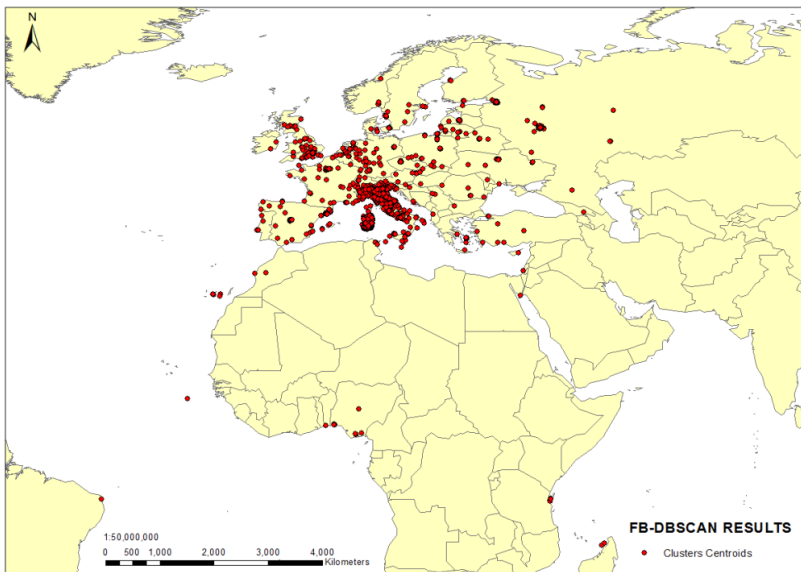 N
1:50,000,000
0 500 1,000 2,000 3,000 4,000
Kilometers
FB-DBSCAN RESULTS
Clusters Centroids